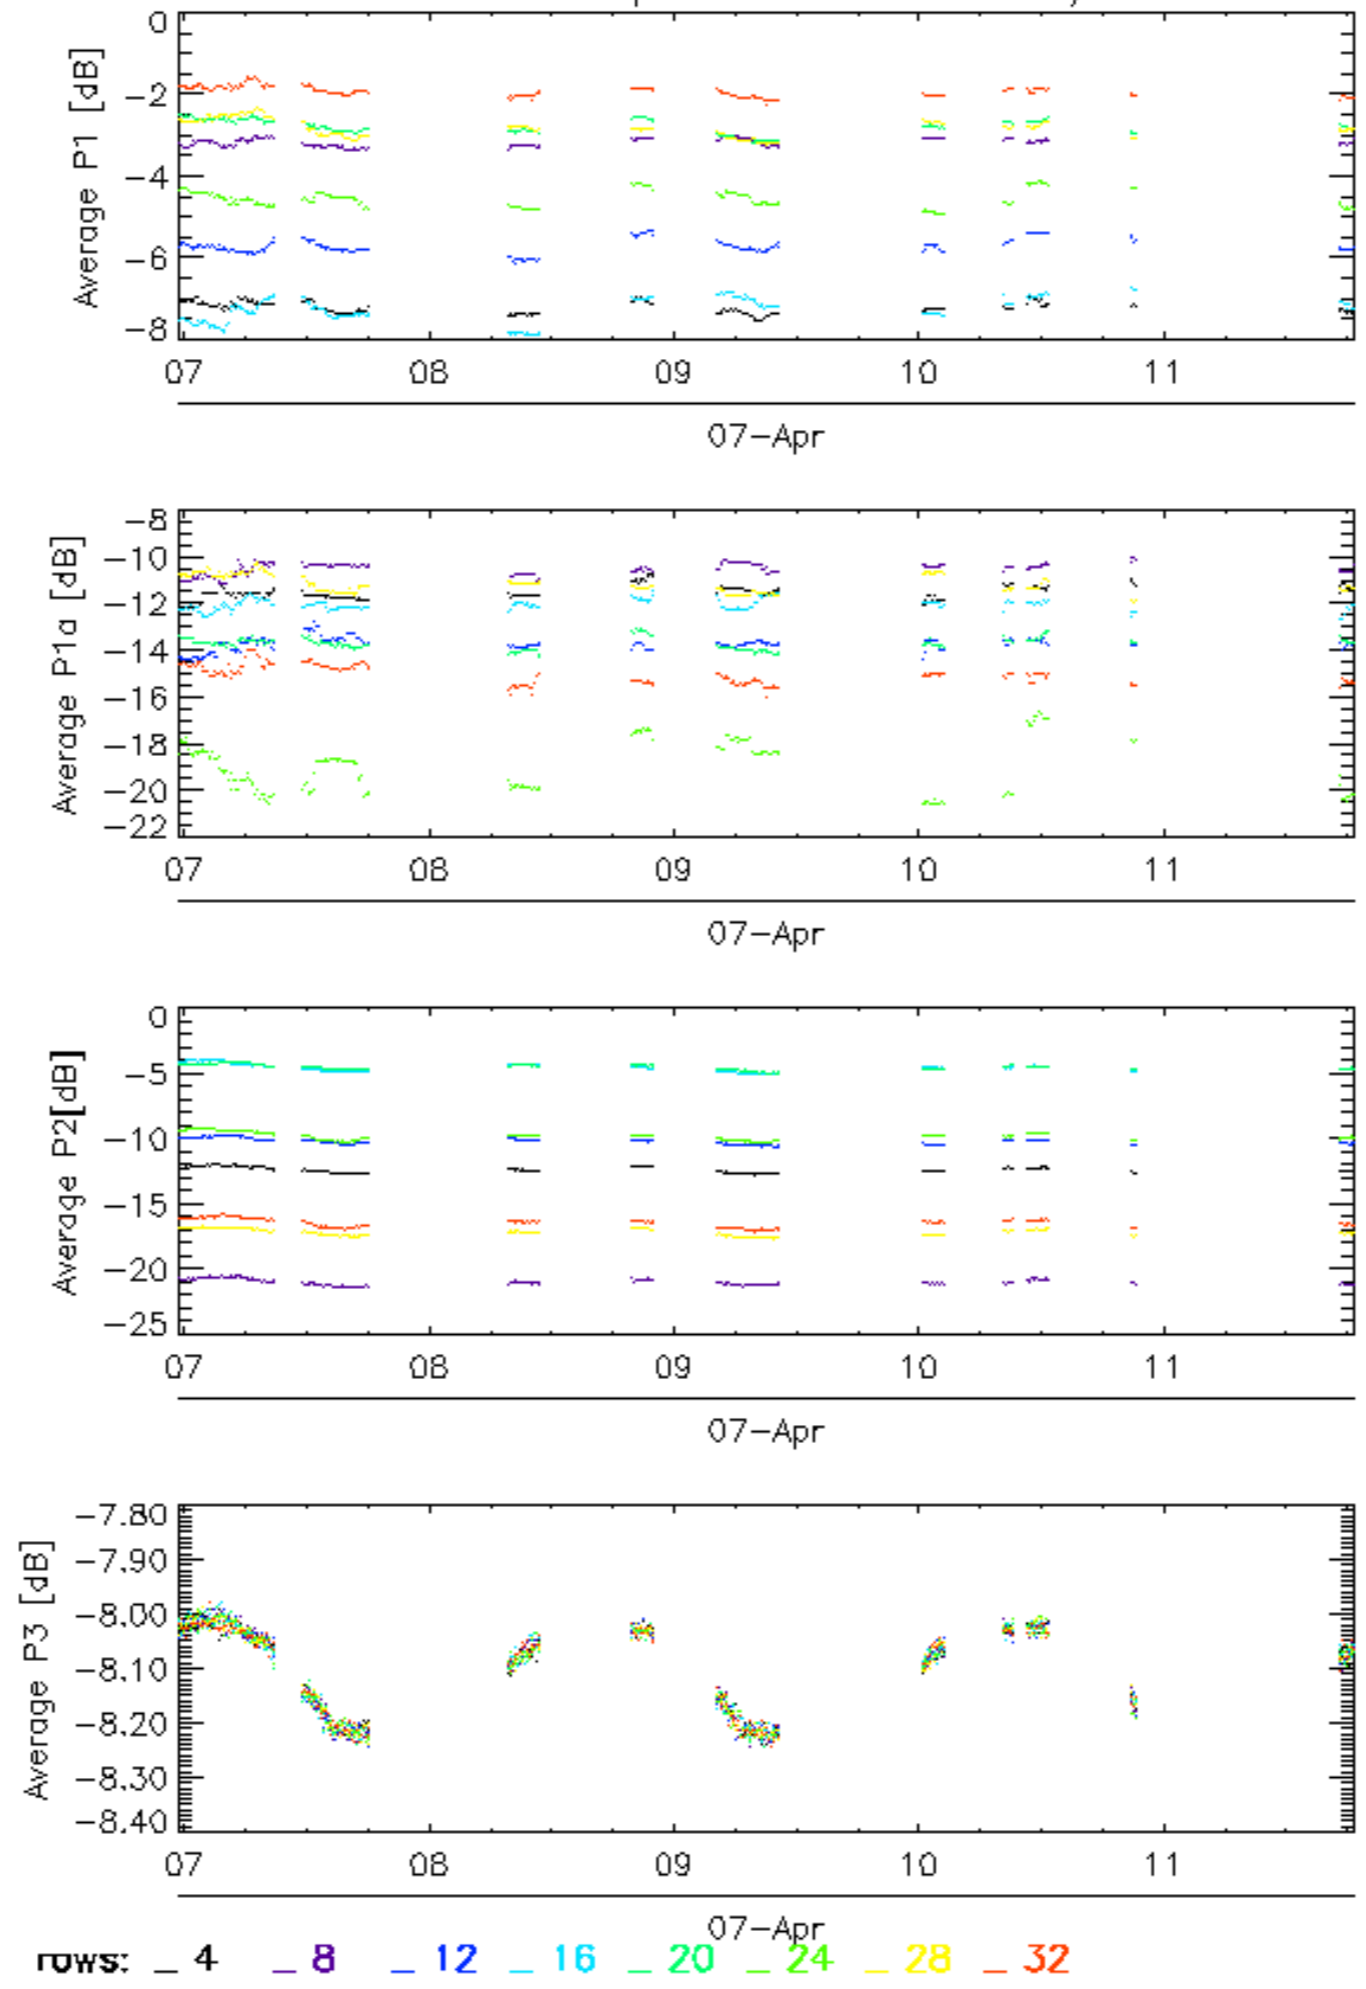 0
-2
-4
-6
-8
Average P1 [dB]
07 08 09 10 11
07-Apr
-8
-10
-12
-14
-16
-18
-20
-22
Average P1a [dB]
07 08 09 10 11
07-Apr
0
-5
-10
-15
-20
-25
Average P2[dB]
07 08 09 10 11
07-Apr
-7.80
-7.90
-8.00
-8.10
-8.20
-8.30
-8.40
Average P3 [dB]
07 08 09 10 11
07-Apr
rows: _ 4 _ 8 _ 12 _ 16 _ 20 _ 24 _ 28 _ 32